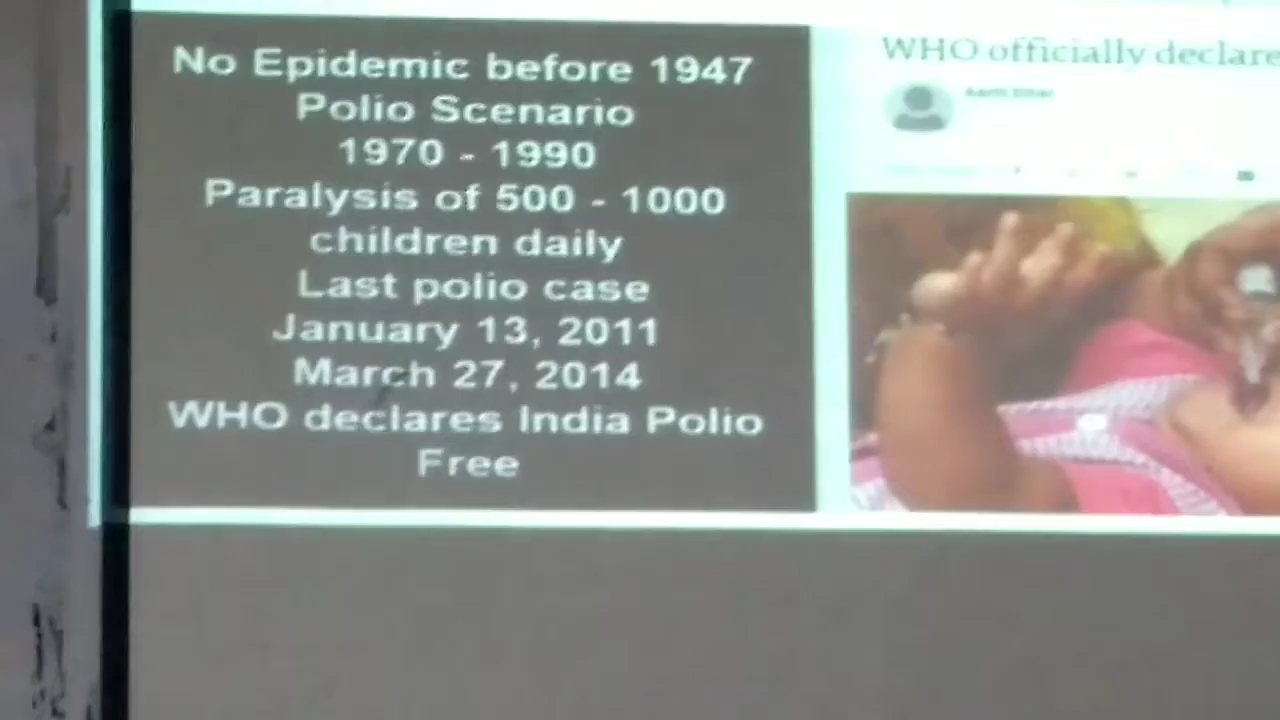 No Epidemic before 1947
Polio Scenario
1970 - 1990
Paralysis of 500 - 1000
children daily
Last polio case
January 13, 2011
March 27, 2014
WHO declares India Polio
Free
WHO officially declare